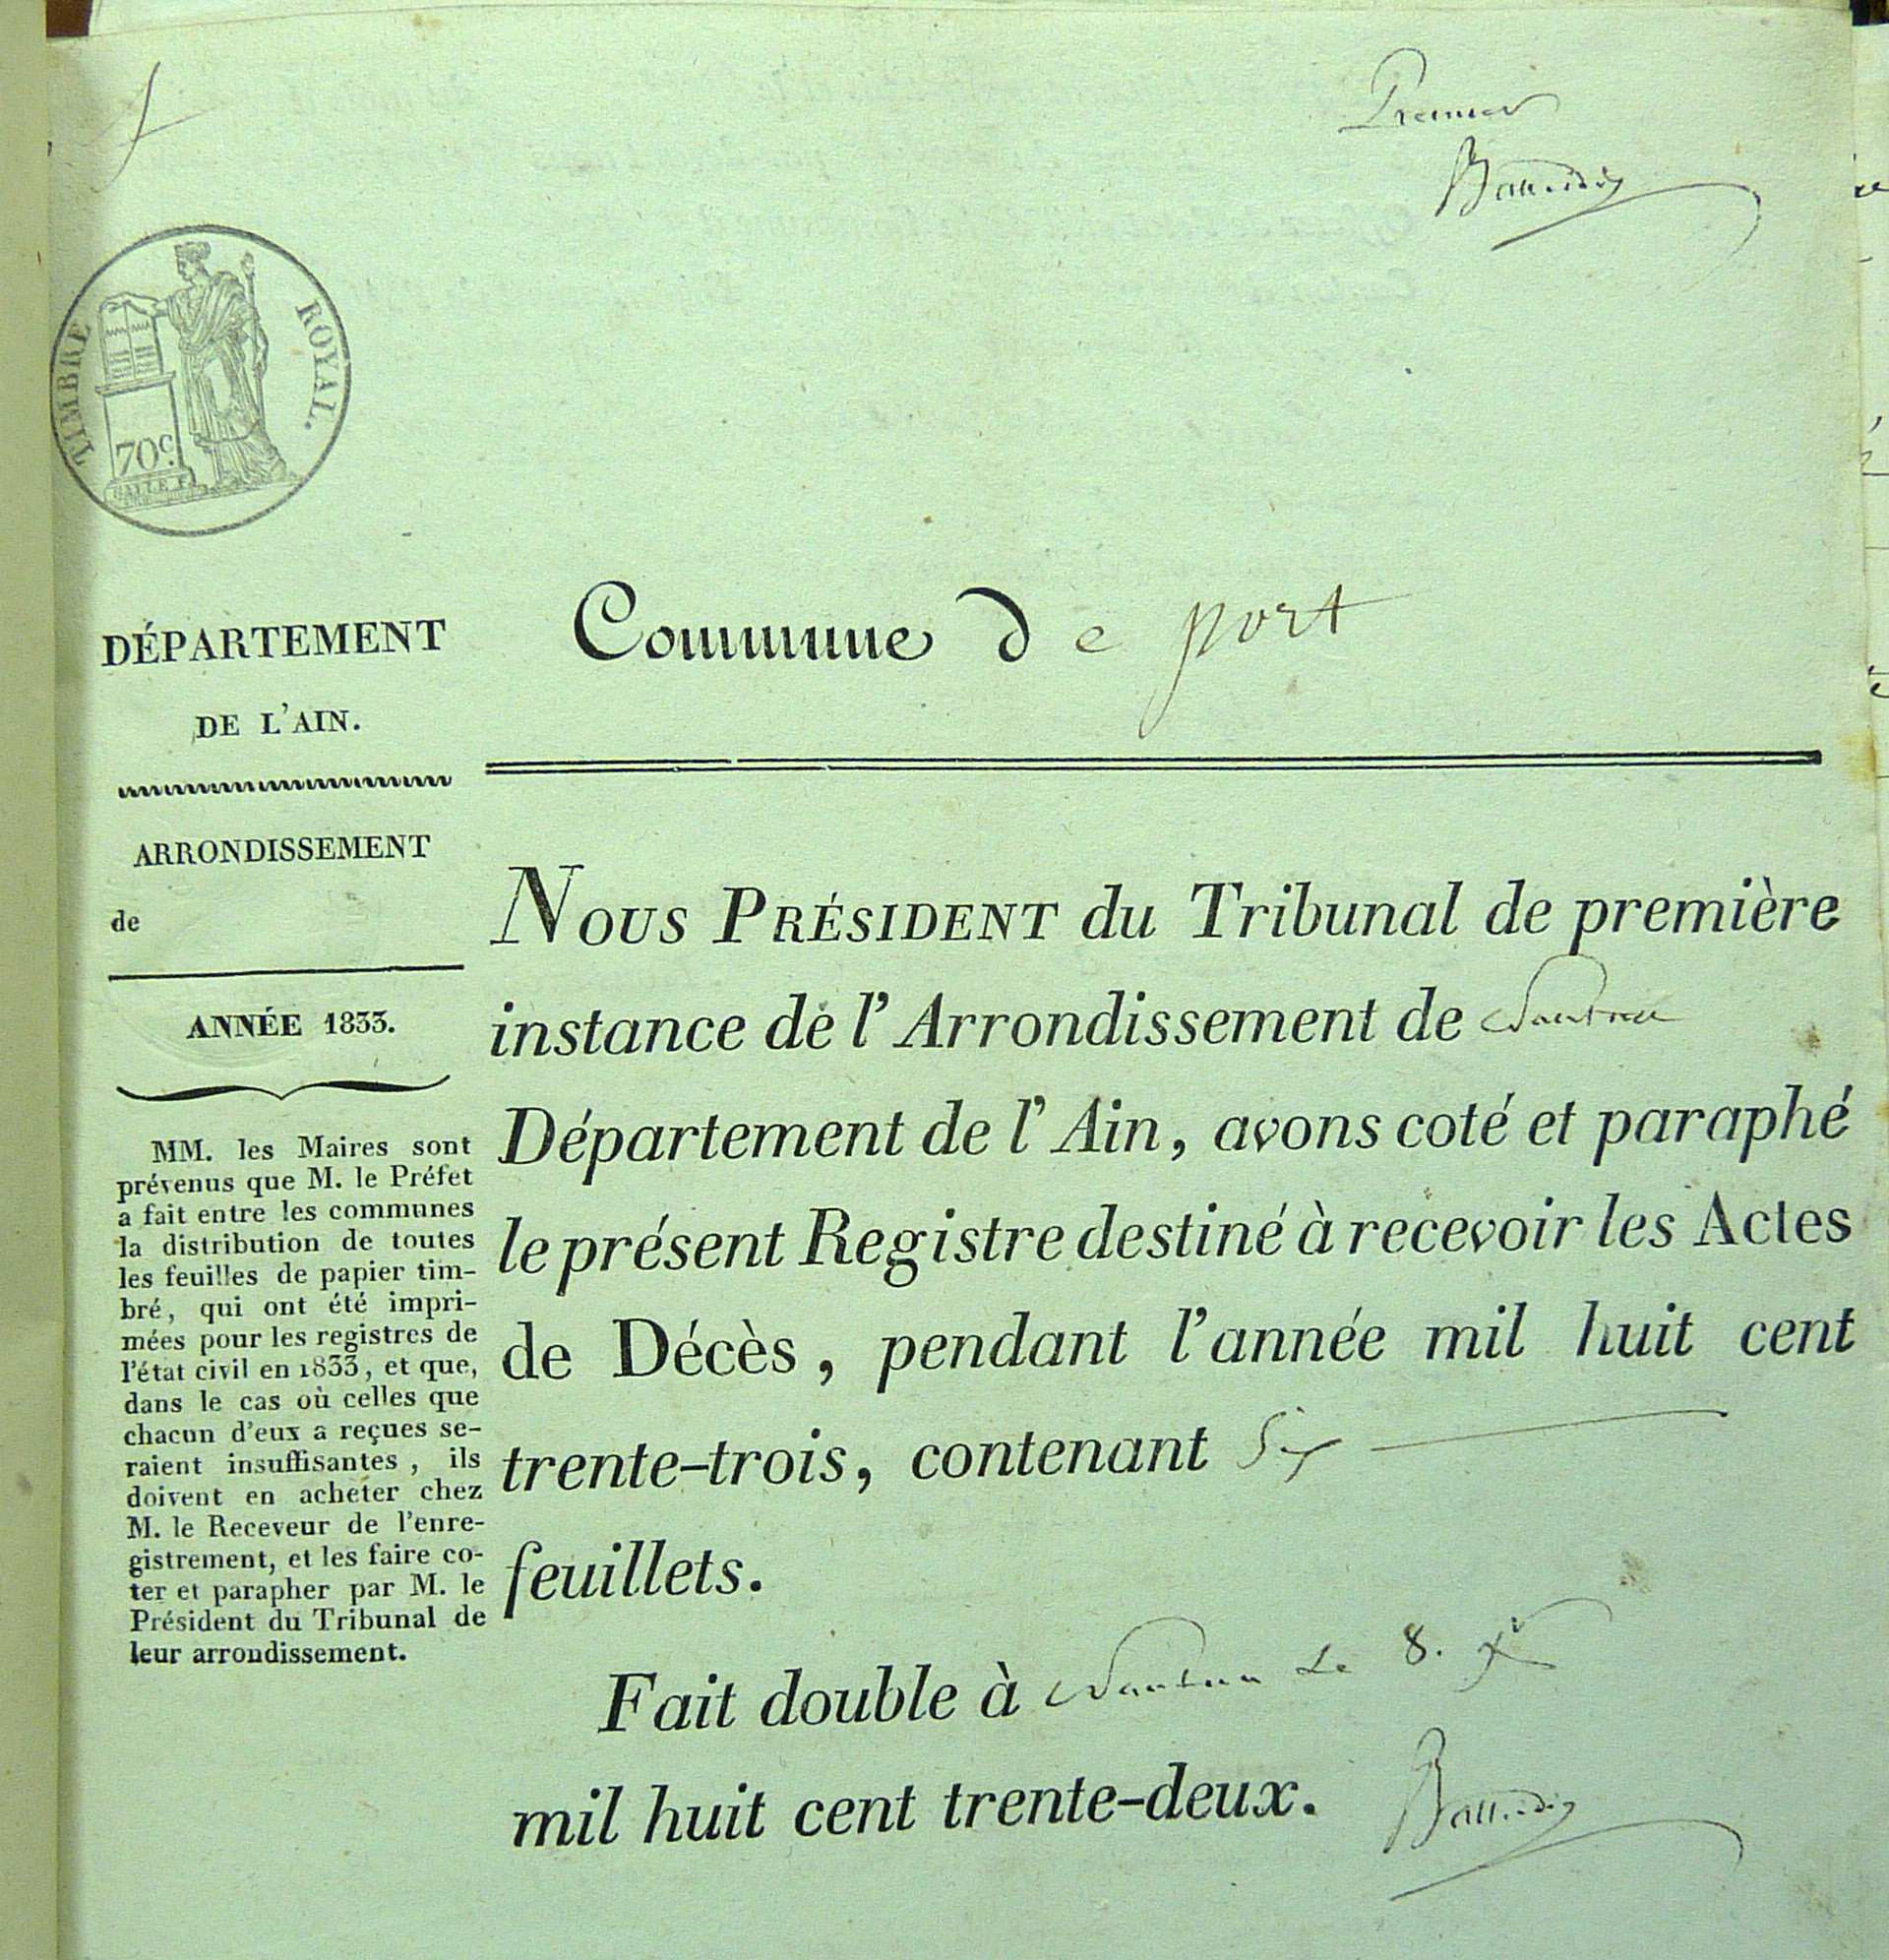 Premier
TIMBRE ROYAL.
70c.
DÉPARTEMENT
DE L'AIN.
ARRONDISSEMENT
de
ANNÉE 1833.
MM. les Maires sont
prévenus que M. le Préfet
a fait entre les communes
la distribution de toutes
les feuilles de papier tim-
bré, qui ont été impri-
mées pour les registres de
l'état civil en 1833, et que,
dans le cas où celles que
chacun d'eux a reçues se-
raient insuffisantes, ils
doivent en acheter chez
M. le Receveur de l'enre-
gistrement, et les faire co-
ter et parapher par M. le
Président du Tribunal de
leur arrondissement.
Commune de port
NOUS PRÉSIDENT du Tribunal de première
instance de l'Arrondissement de Nantua
Département de l'Ain, avons coté et paraphé
le présent Registre destiné à recevoir les Actes
de Décès, pendant l'année mil huit cent
trente-trois, contenant Six
feuillets.
Fait double à Nantua Le 8. Xre
mil huit cent trente-deux.